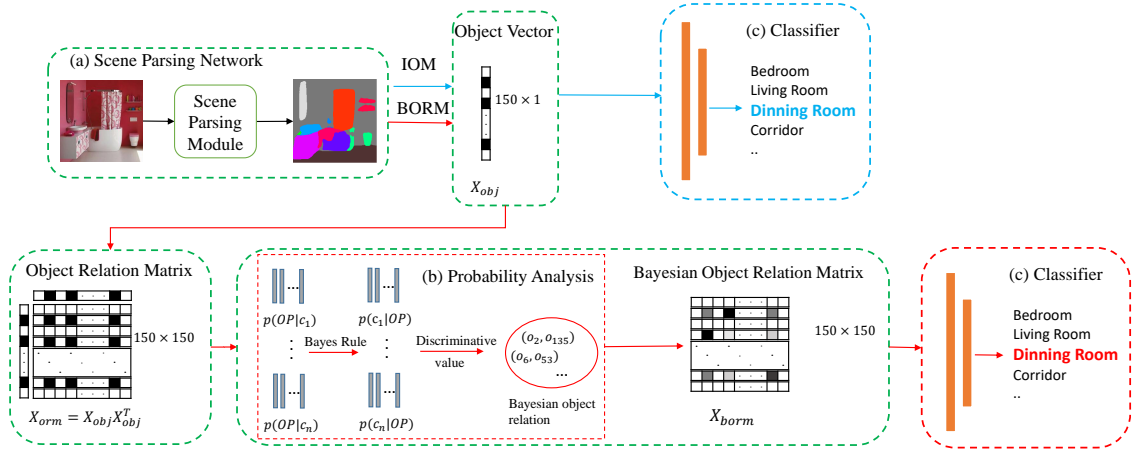 (a) Scene Parsing Network
Scene
Parsing
Module
IOM
BORM
Object Vector
150 × 1
X_obj
(c) Classifier
Bedroom
Living Room
Dinning Room
Corridor
..
Object Relation Matrix
150 × 150
X_orm = X_obj X_obj^T
(b) Probability Analysis
p(OP|c_1)
p(c_1|OP)
Bayes Rule
p(OP|c_n)
p(c_n|OP)
Discriminative
value
(o_2, o_135)
(o_6, o_53)
...
Bayesian object
relation
Bayesian Object Relation Matrix
150 × 150
X_borm
(c) Classifier
Bedroom
Living Room
Dinning Room
Corridor
..